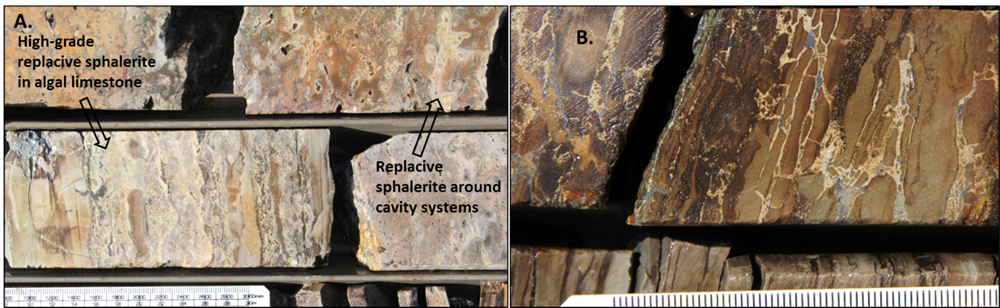 A.
High-grade
replacive sphalerite
in algal limestone
Replacive
sphalerite around
cavity systems
B.